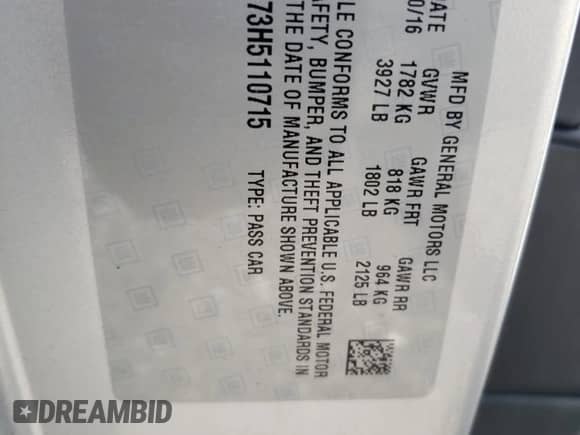 MFD BY GENERAL MOTORS LLC
ATE GVWR GAWR FRT GAWR RR
0/16 1782 KG 818 KG 964 KG
3927 LB 1802 LB 2125 LB
LE CONFORMS TO ALL APPLICABLE U.S. FEDERAL MOTOR
AFETY, BUMPER, AND THEFT PREVENTION STANDARDS IN
THE DATE OF MANUFACTURE SHOWN ABOVE.
73H5110715 TYPE: PASS CAR
DREAMBID